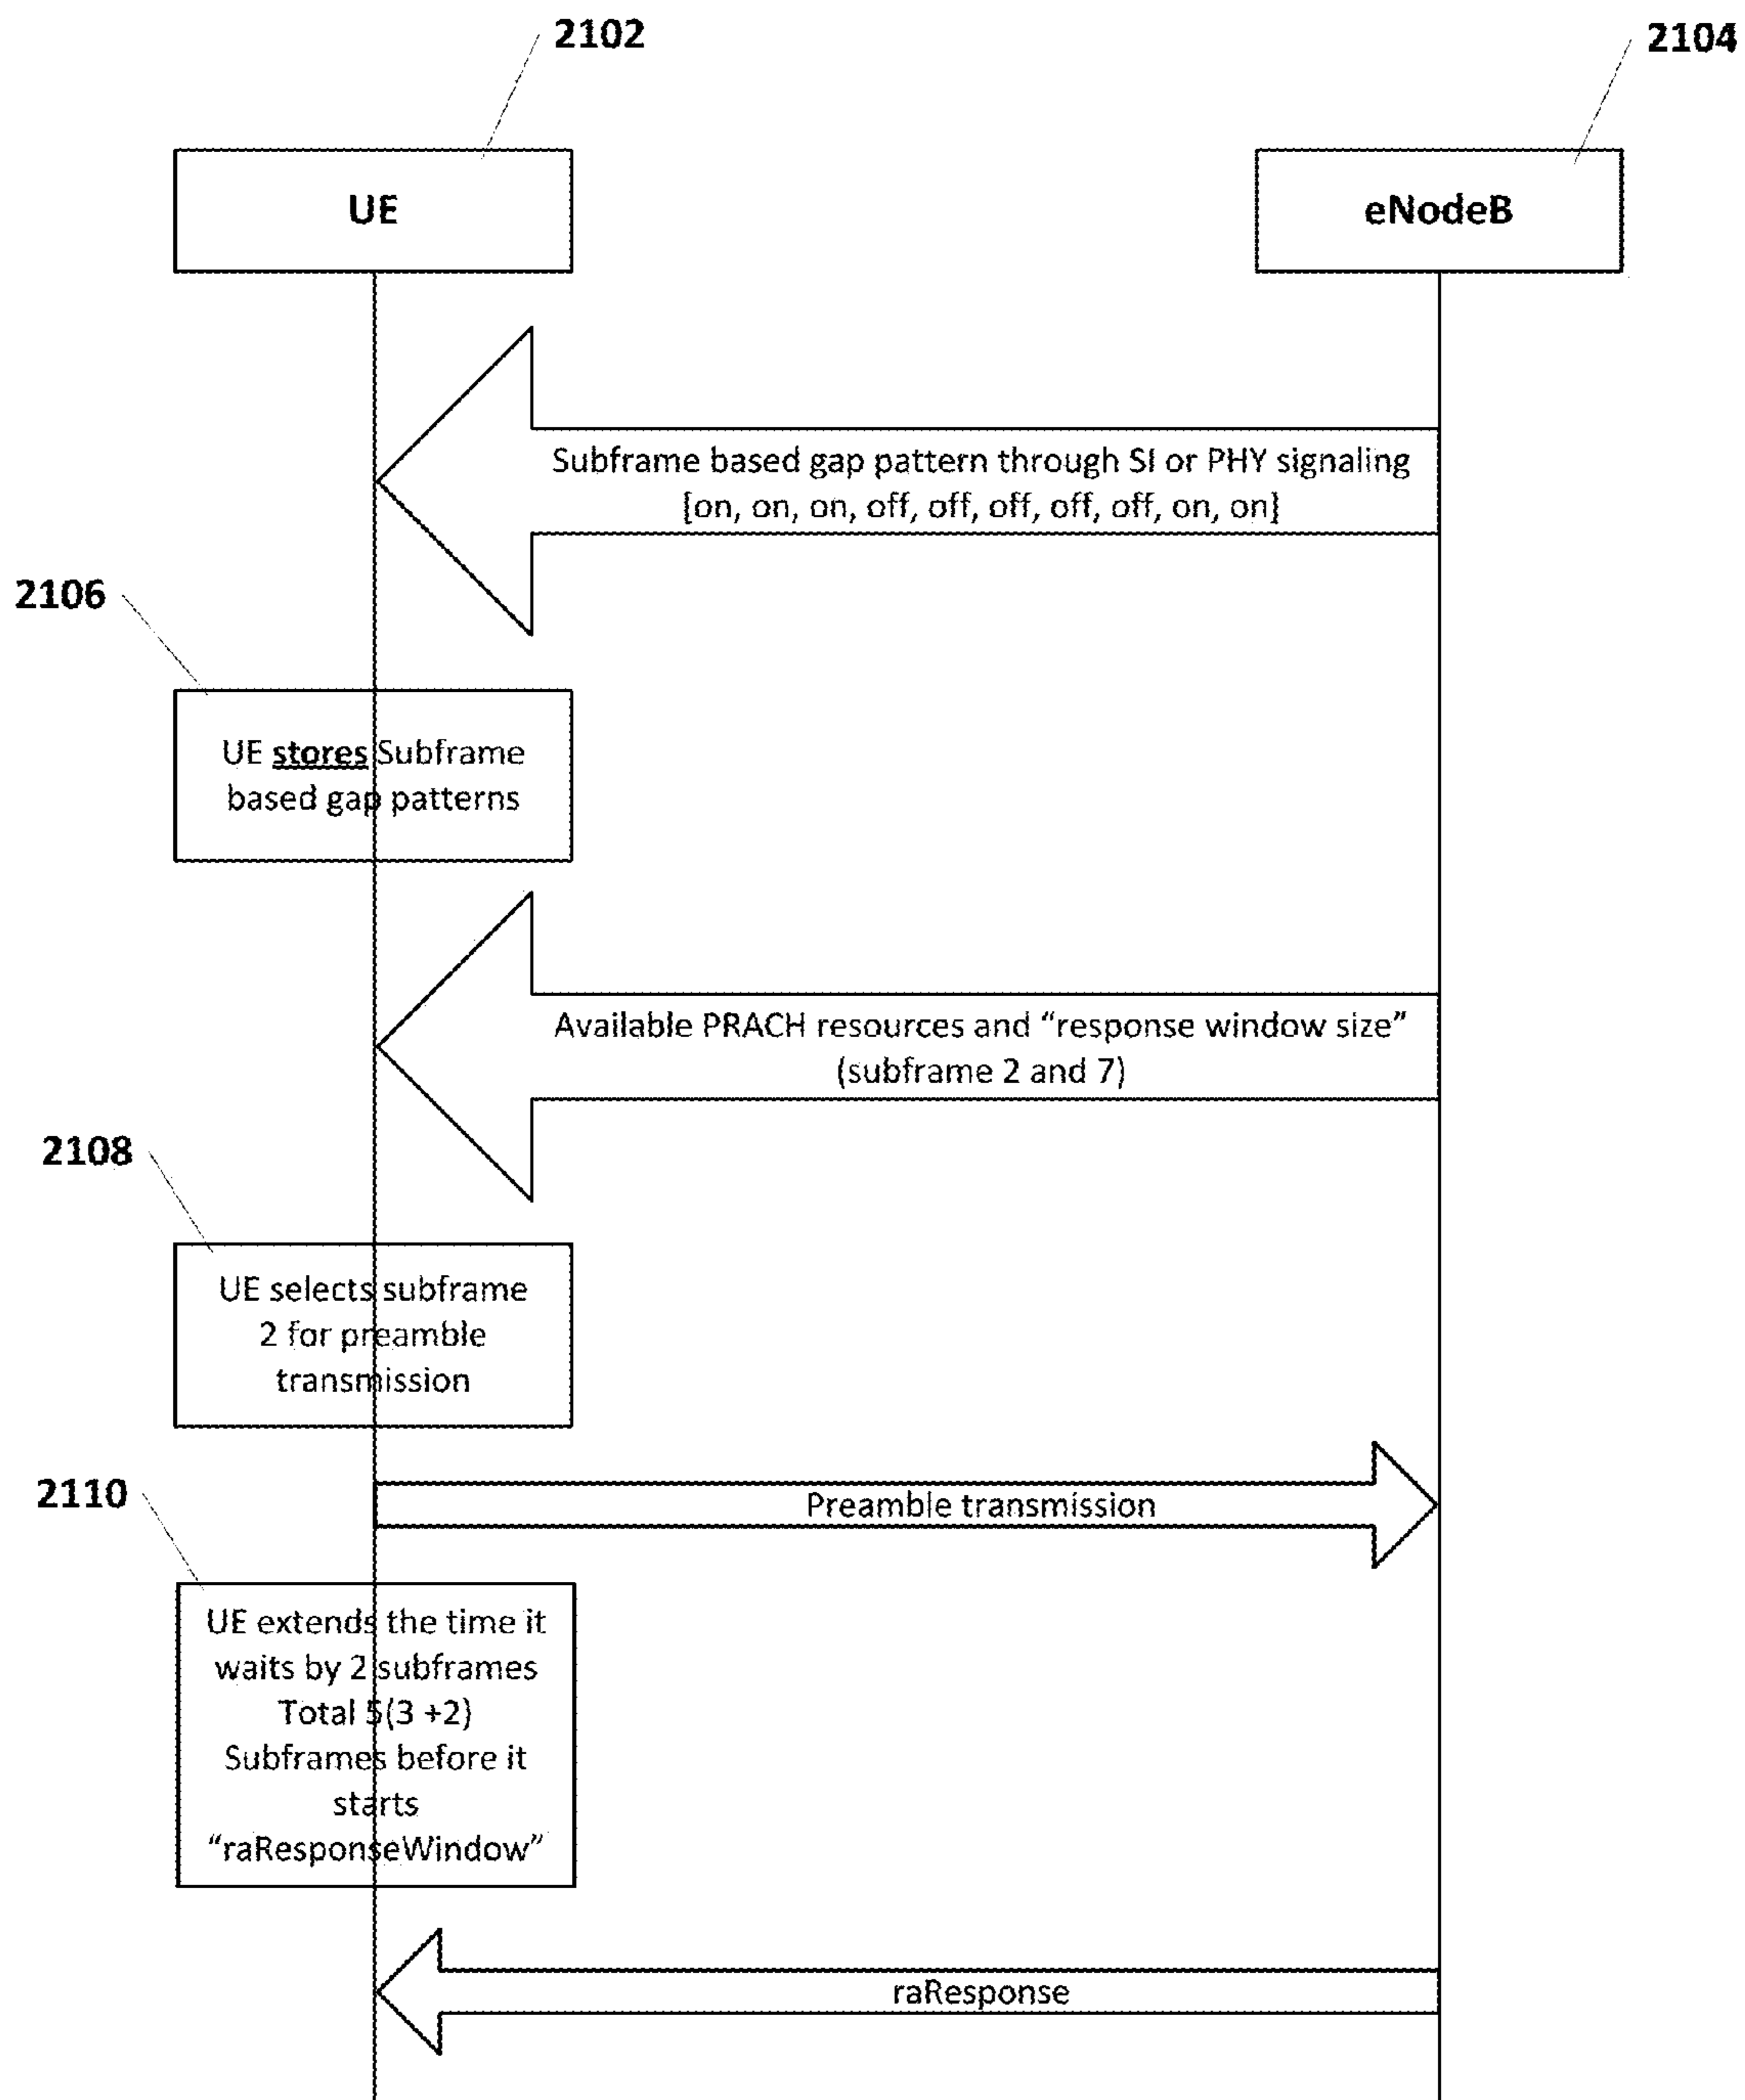 2102
2104
UE
eNodeB
Subframe based gap pattern through SI or PHY signaling
[on, on, on, off, off, off, off, off, on, on]
2106
UE stores Subframe
based gap patterns
Available PRACH resources and “response window size”
(subframe 2 and 7)
2108
UE selects subframe
2 for preamble
transmission
2110
Preamble transmission
UE extends the time it
waits by 2 subframes
Total 5(3 +2)
Subframes before it
starts
“raResponseWindow”
raResponse